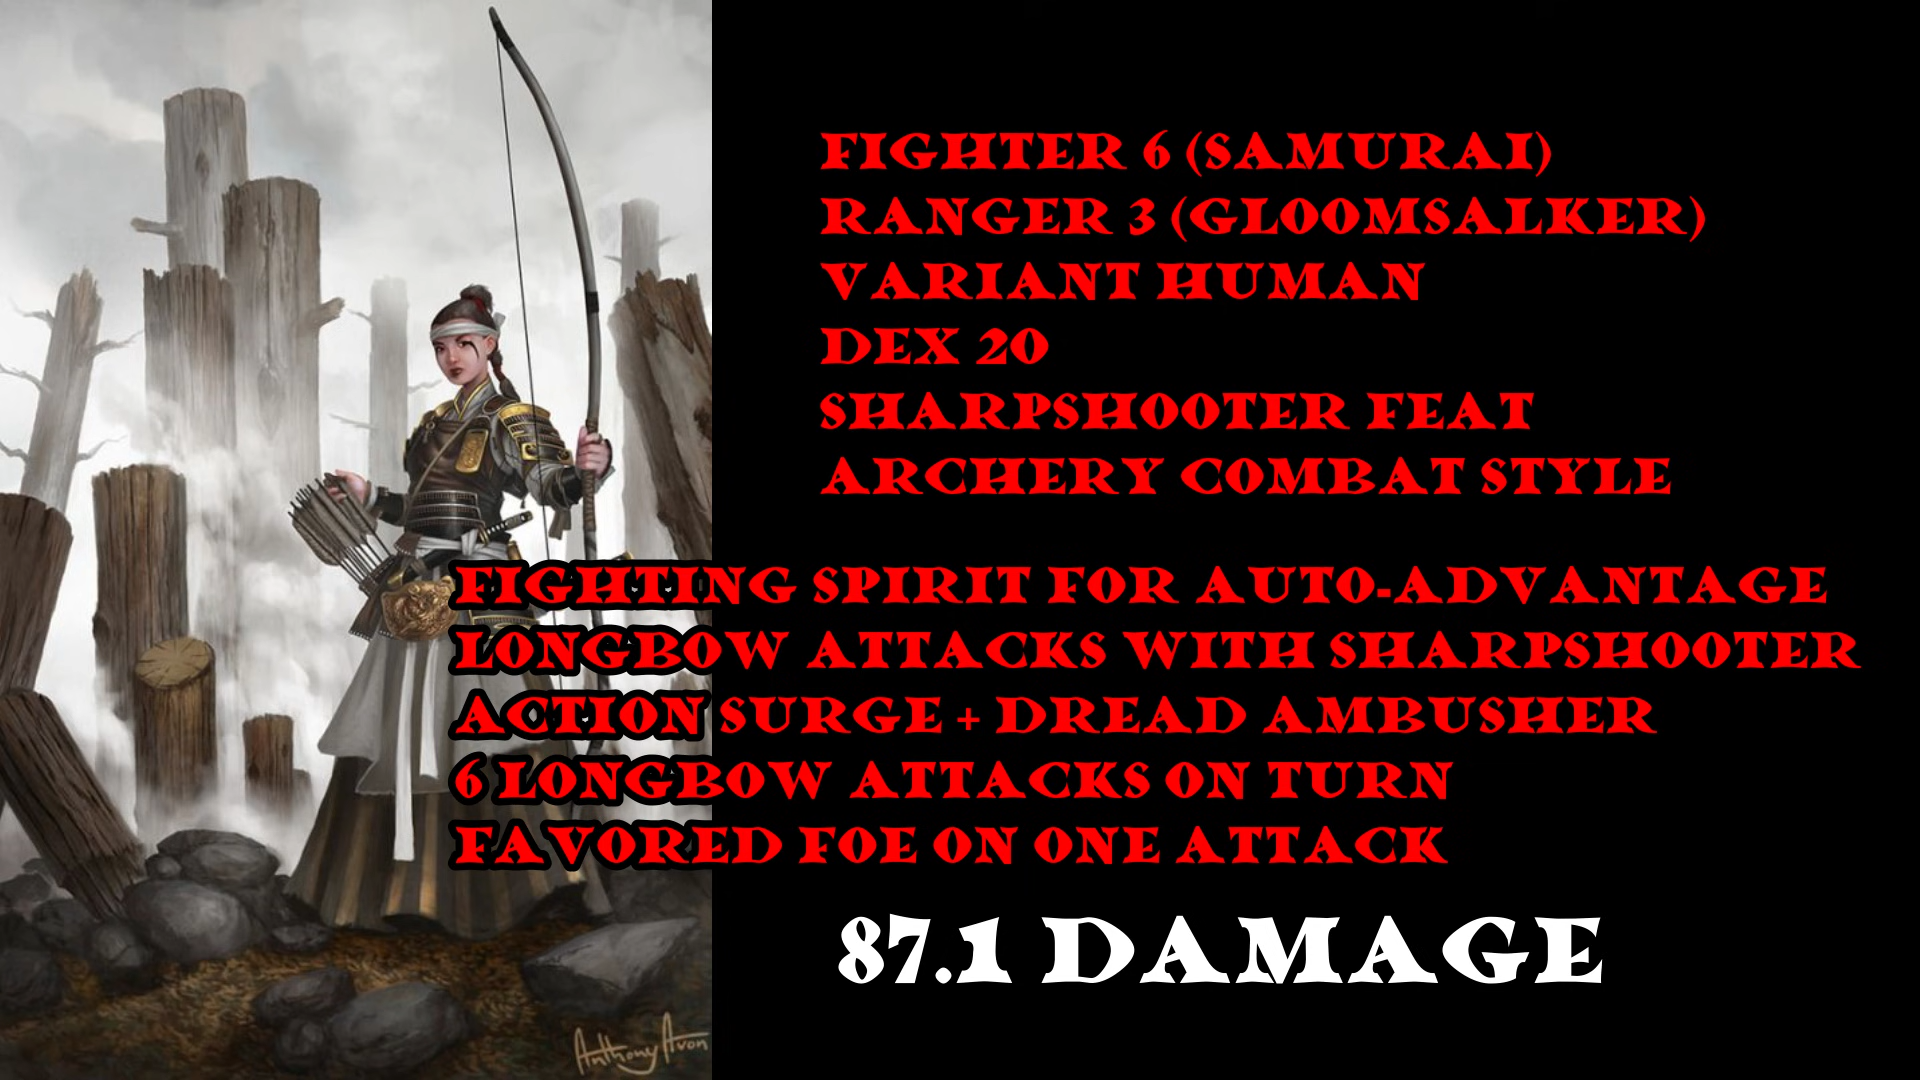 FIGHTER 6 (SAMURAI)
RANGER 3 (GLOOMSALKER)
VARIANT HUMAN
DEX 20
SHARPSHOOTER FEAT
ARCHERY COMBAT STYLE
FIGHTING SPIRIT FOR AUTO-ADVANTAGE
LONGBOW ATTACKS WITH SHARPSHOOTER
ACTION SURGE + DREAD AMBUSHER
6 LONGBOW ATTACKS ON TURN
FAVORED FOE ON ONE ATTACK
87.1 DAMAGE
Anthony Avon